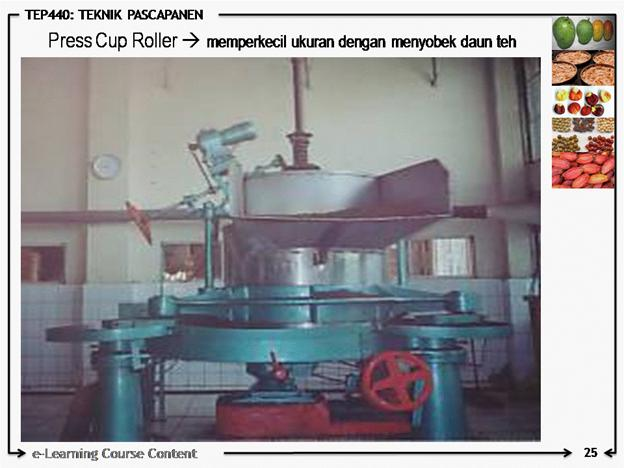 TEP440: TEKNIK PASCAPANEN
Press Cup Roller → memperkecil ukuran dengan menyobek daun teh
e-Learning Course Content
25